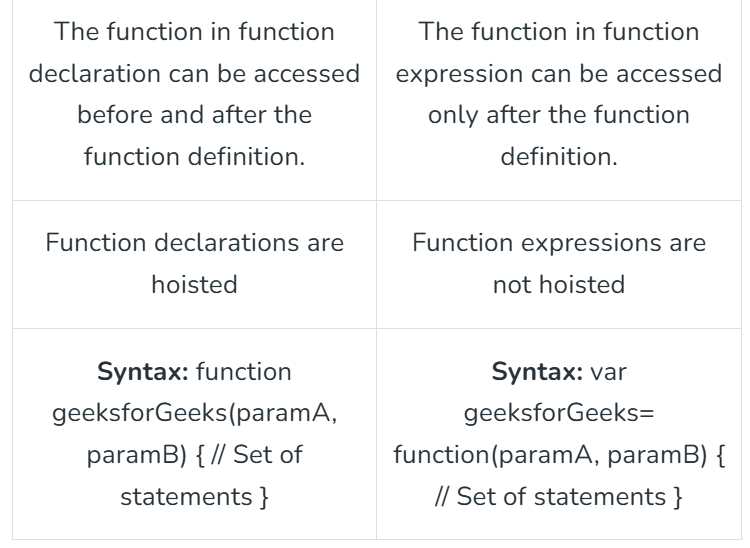 The function in function
declaration can be accessed
before and after the
function definition.
The function in function
expression can be accessed
only after the function
definition.
Function declarations are
hoisted
Function expressions are
not hoisted
Syntax: function
geeksforGeeks(paramA,
paramB) { // Set of
statements }
Syntax: var
geeksforGeeks=
function(paramA, paramB) {
// Set of statements }